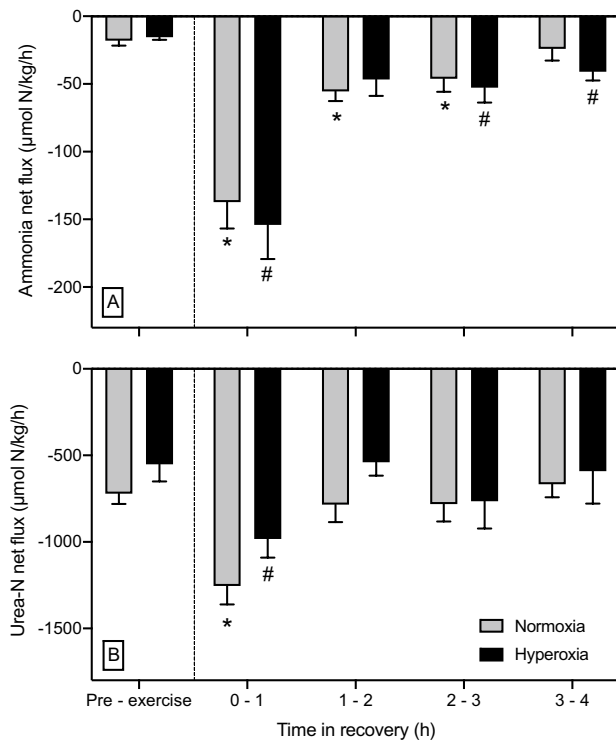 0
-50
-100
-150
-200
Ammonia net flux (µmol N/kg/h)
* # * * # #
A
0
-500
-1000
-1500
Urea-N net flux (µmol N/kg/h)
* #
Normoxia
Hyperoxia
B
Pre - exercise 0 - 1 1 - 2 2 - 3 3 - 4
Time in recovery (h)